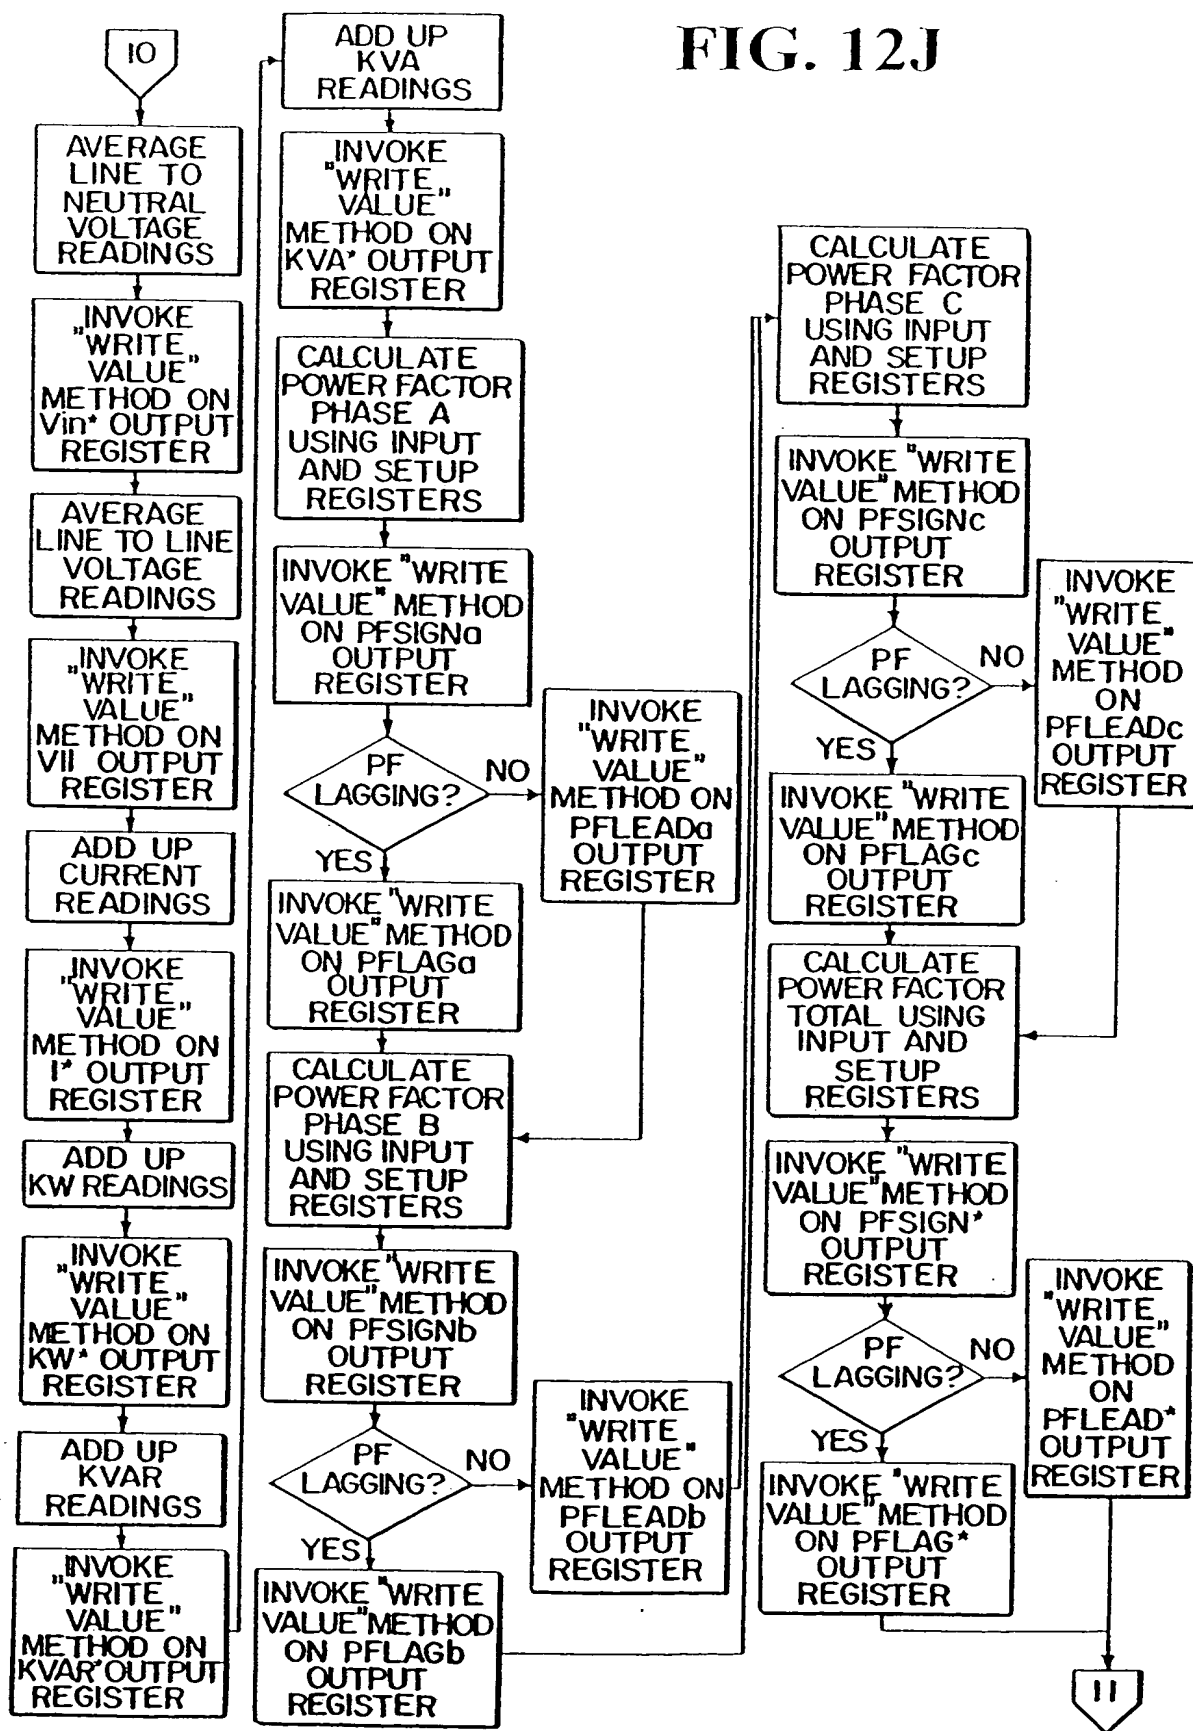 FIG. 12J
10
AVERAGE
LINE TO
NEUTRAL
VOLTAGE
READINGS
INVOKE
"WRITE
VALUE"
METHOD ON
Vin* OUTPUT
REGISTER
AVERAGE
LINE TO LINE
VOLTAGE
READINGS
INVOKE
"WRITE
VALUE"
METHOD ON
Vll OUTPUT
REGISTER
ADD UP
CURRENT
READINGS
INVOKE
"WRITE
VALUE"
METHOD ON
I* OUTPUT
REGISTER
ADD UP
KW READINGS
INVOKE
"WRITE
VALUE"
METHOD ON
KW* OUTPUT
REGISTER
ADD UP
KVAR
READINGS
INVOKE
"WRITE
VALUE"
METHOD ON
KVAR* OUTPUT
REGISTER
ADD UP
KVA
READINGS
INVOKE
"WRITE
VALUE"
METHOD ON
KVA* OUTPUT
REGISTER
CALCULATE
POWER FACTOR
PHASE A
USING INPUT
AND SETUP
REGISTERS
INVOKE "WRITE
VALUE" METHOD
ON PFSIGNa
OUTPUT
REGISTER
PF
LAGGING?
NO
YES
INVOKE
"WRITE
VALUE"
METHOD ON
PFLEADa
OUTPUT
REGISTER
INVOKE "WRITE
VALUE" METHOD
ON PFLAGa
OUTPUT
REGISTER
CALCULATE
POWER FACTOR
PHASE B
USING INPUT
AND SETUP
REGISTERS
INVOKE "WRITE
VALUE" METHOD
ON PFSIGNb
OUTPUT
REGISTER
PF
LAGGING?
NO
YES
INVOKE
"WRITE
VALUE"
METHOD ON
PFLEADb
OUTPUT
REGISTER
INVOKE "WRITE
VALUE" METHOD
ON PFLAGb
OUTPUT
REGISTER
CALCULATE
POWER FACTOR
PHASE C
USING INPUT
AND SETUP
REGISTERS
INVOKE "WRITE
VALUE" METHOD
ON PFSIGNc
OUTPUT
REGISTER
PF
LAGGING?
NO
YES
INVOKE
"WRITE
VALUE"
METHOD
ON
PFLEADc
OUTPUT
REGISTER
INVOKE "WRITE
VALUE" METHOD
ON PFLAGc
OUTPUT
REGISTER
CALCULATE
POWER FACTOR
TOTAL USING
INPUT AND
SETUP
REGISTERS
INVOKE "WRITE
VALUE" METHOD
ON PFSIGN*
OUTPUT
REGISTER
PF
LAGGING?
NO
YES
INVOKE
"WRITE
VALUE"
METHOD
ON
PFLEAD*
OUTPUT
REGISTER
INVOKE "WRITE
VALUE" METHOD
ON PFLAG*
OUTPUT
REGISTER
11